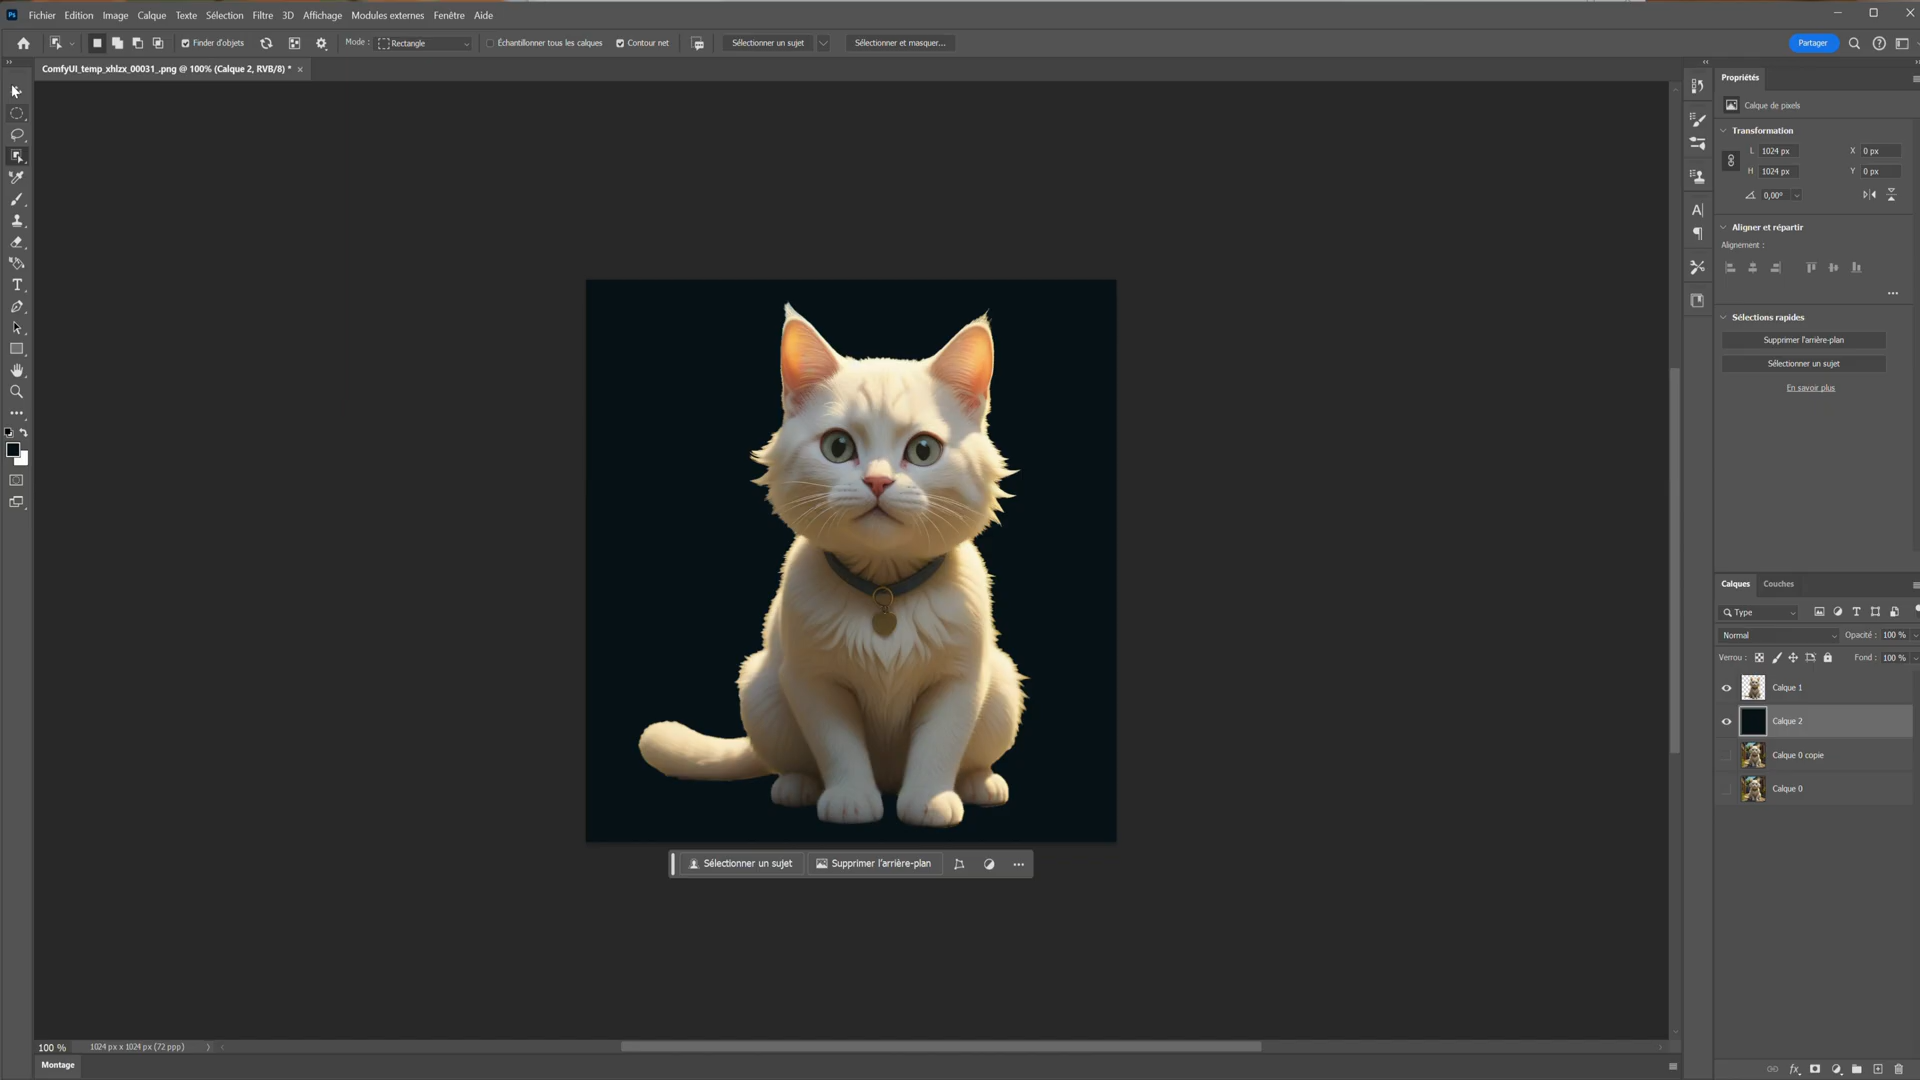 Ps Fichier Edition Image Calque Texte Sélection Filtre 3D Affichage Modules externes Fenêtre Aide
Finder d'objets Mode : Rectangle Échantillonner tous les calques Contour net Sélectionner un sujet Sélectionner et masquer... Partager
ComfyUI_temp_xhlzx_00031_.png @ 100% (Calque 2, RVB/8) *
Propriétés
Calque de pixels
Transformation
L 1024 px X 0 px
H 1024 px Y 0 px
0,00°
Aligner et répartir
Alignement :
Sélections rapides
Supprimer l'arrière-plan
Sélectionner un sujet
En savoir plus
Calques Couches
Type
Normal Opacité : 100 %
Verrou : Fond : 100 %
Calque 1
Calque 2
Calque 0 copie
Calque 0
Sélectionner un sujet Supprimer l'arrière-plan
100 % 1024 px x 1024 px (72 ppp)
Montage